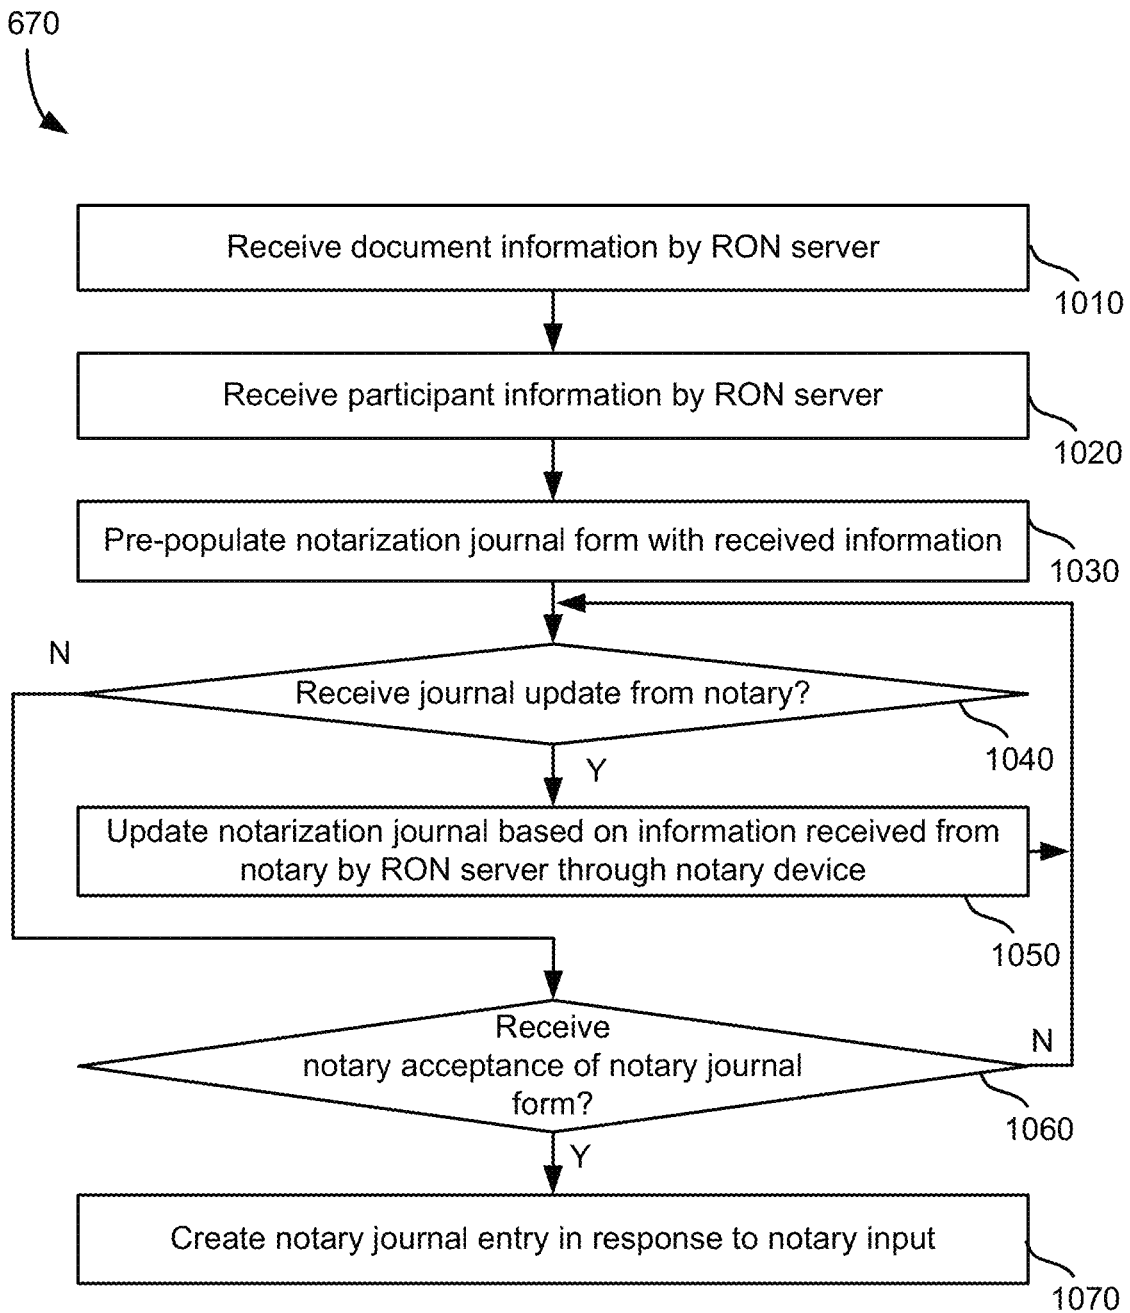 670
Receive document information by RON server
1010
Receive participant information by RON server
1020
Pre-populate notarization journal form with received information
1030
N
Receive journal update from notary?
1040
Y
Update notarization journal based on information received from
notary by RON server through notary device
1050
Receive
notary acceptance of notary journal
form?
N
1060
Y
Create notary journal entry in response to notary input
1070